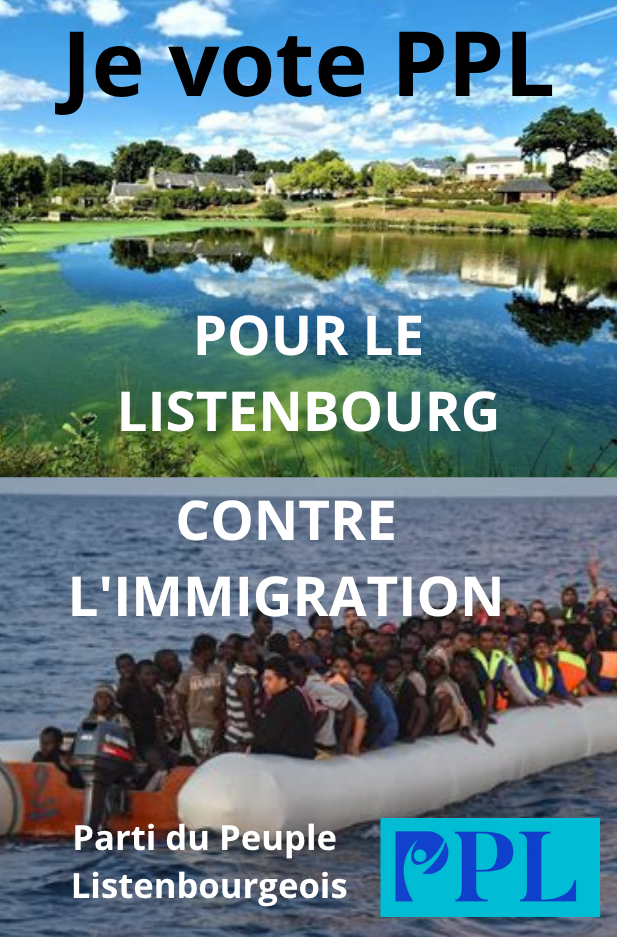 Je vote PPL
POUR LE
LISTENBOURG
CONTRE
L'IMMIGRATION
Parti du Peuple
Listenbourgeois
PPL